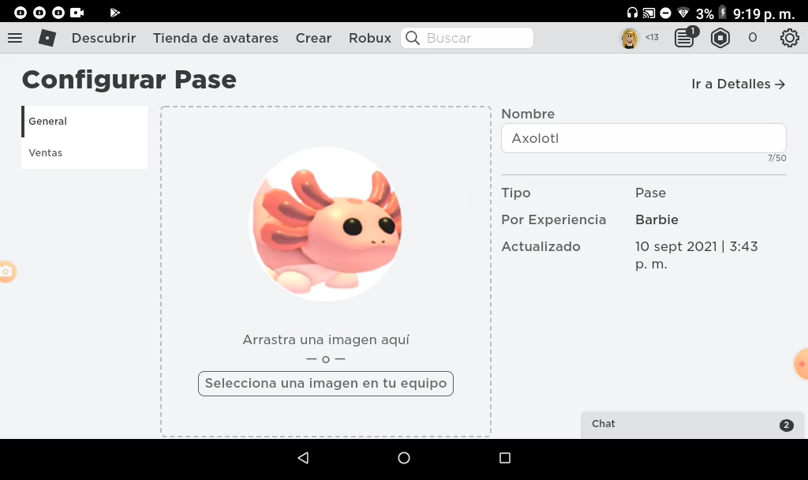 3% 9:19 p. m.
Descubrir Tienda de avatares Crear Robux Buscar <13 1 0
Configurar Pase
Ir a Detalles →
General
Ventas
Nombre
Axolotl
7/50
Tipo Pase
Por Experiencia Barbie
Actualizado 10 sept 2021 | 3:43
p. m.
Arrastra una imagen aquí
— o —
Selecciona una imagen en tu equipo
Chat 2